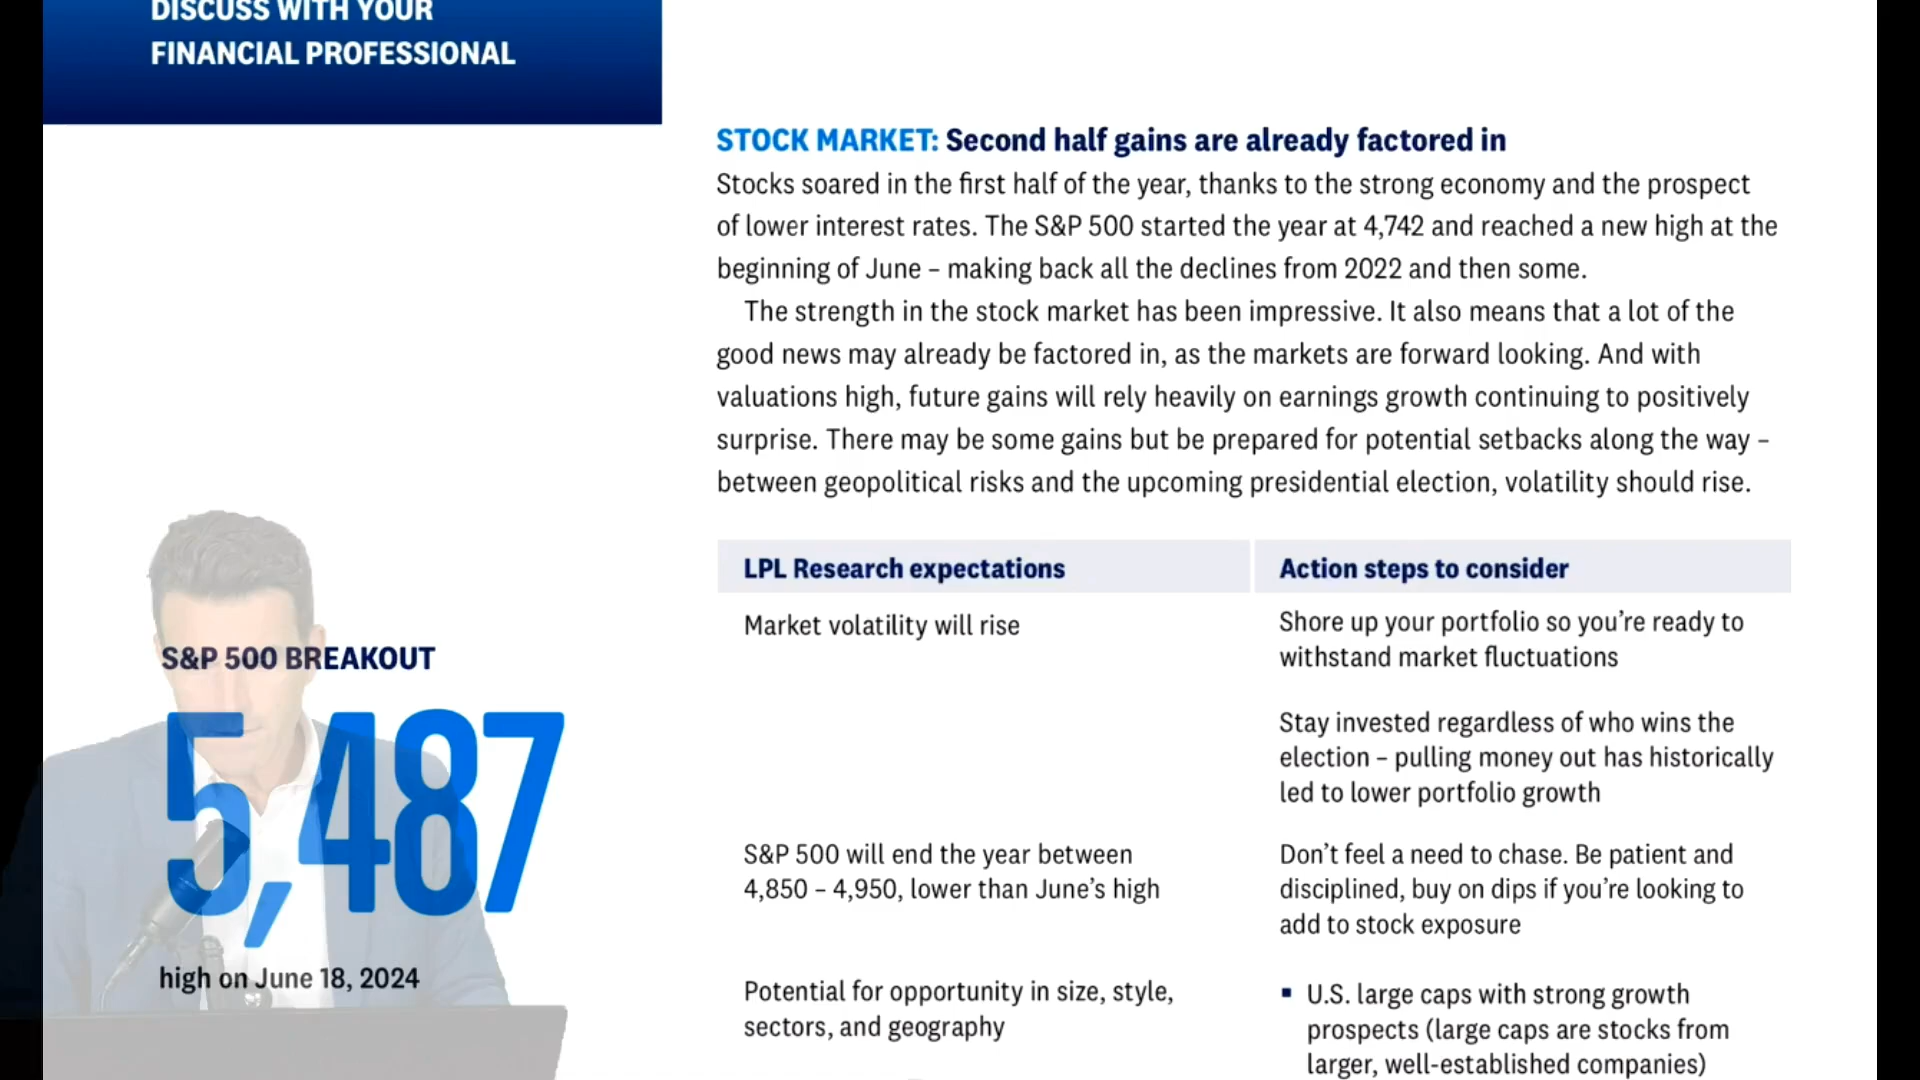 DISCUSS WITH YOUR
FINANCIAL PROFESSIONAL
STOCK MARKET: Second half gains are already factored in
Stocks soared in the first half of the year, thanks to the strong economy and the prospect
of lower interest rates. The S&P 500 started the year at 4,742 and reached a new high at the
beginning of June – making back all the declines from 2022 and then some.
The strength in the stock market has been impressive. It also means that a lot of the
good news may already be factored in, as the markets are forward looking. And with
valuations high, future gains will rely heavily on earnings growth continuing to positively
surprise. There may be some gains but be prepared for potential setbacks along the way –
between geopolitical risks and the upcoming presidential election, volatility should rise.
S&P 500 BREAKOUT
5,487
high on June 18, 2024
LPL Research expectations
Action steps to consider
Market volatility will rise
Shore up your portfolio so you're ready to
withstand market fluctuations
Stay invested regardless of who wins the
election – pulling money out has historically
led to lower portfolio growth
S&P 500 will end the year between
4,850 – 4,950, lower than June's high
Don't feel a need to chase. Be patient and
disciplined, buy on dips if you're looking to
add to stock exposure
Potential for opportunity in size, style,
sectors, and geography
▪ U.S. large caps with strong growth
prospects (large caps are stocks from
larger, well-established companies)